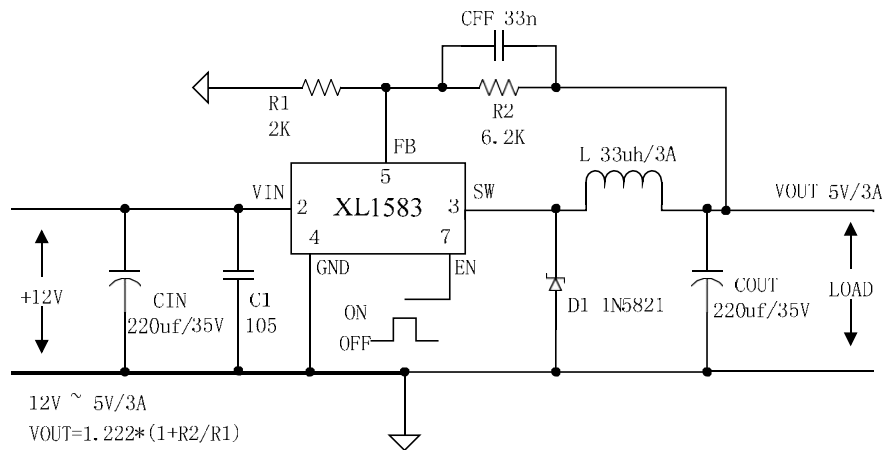 CFF 33n
R1
2K
R2
6.2K
FB
5
L 33uh/3A
VIN
SW
VOUT 5V/3A
2
XL1583
3
4
7
GND
EN
+12V
CIN
220uf/35V
C1
105
ON
OFF
D1 1N5821
COUT
220uf/35V
LOAD
12V ~ 5V/3A
VOUT=1.222*(1+R2/R1)